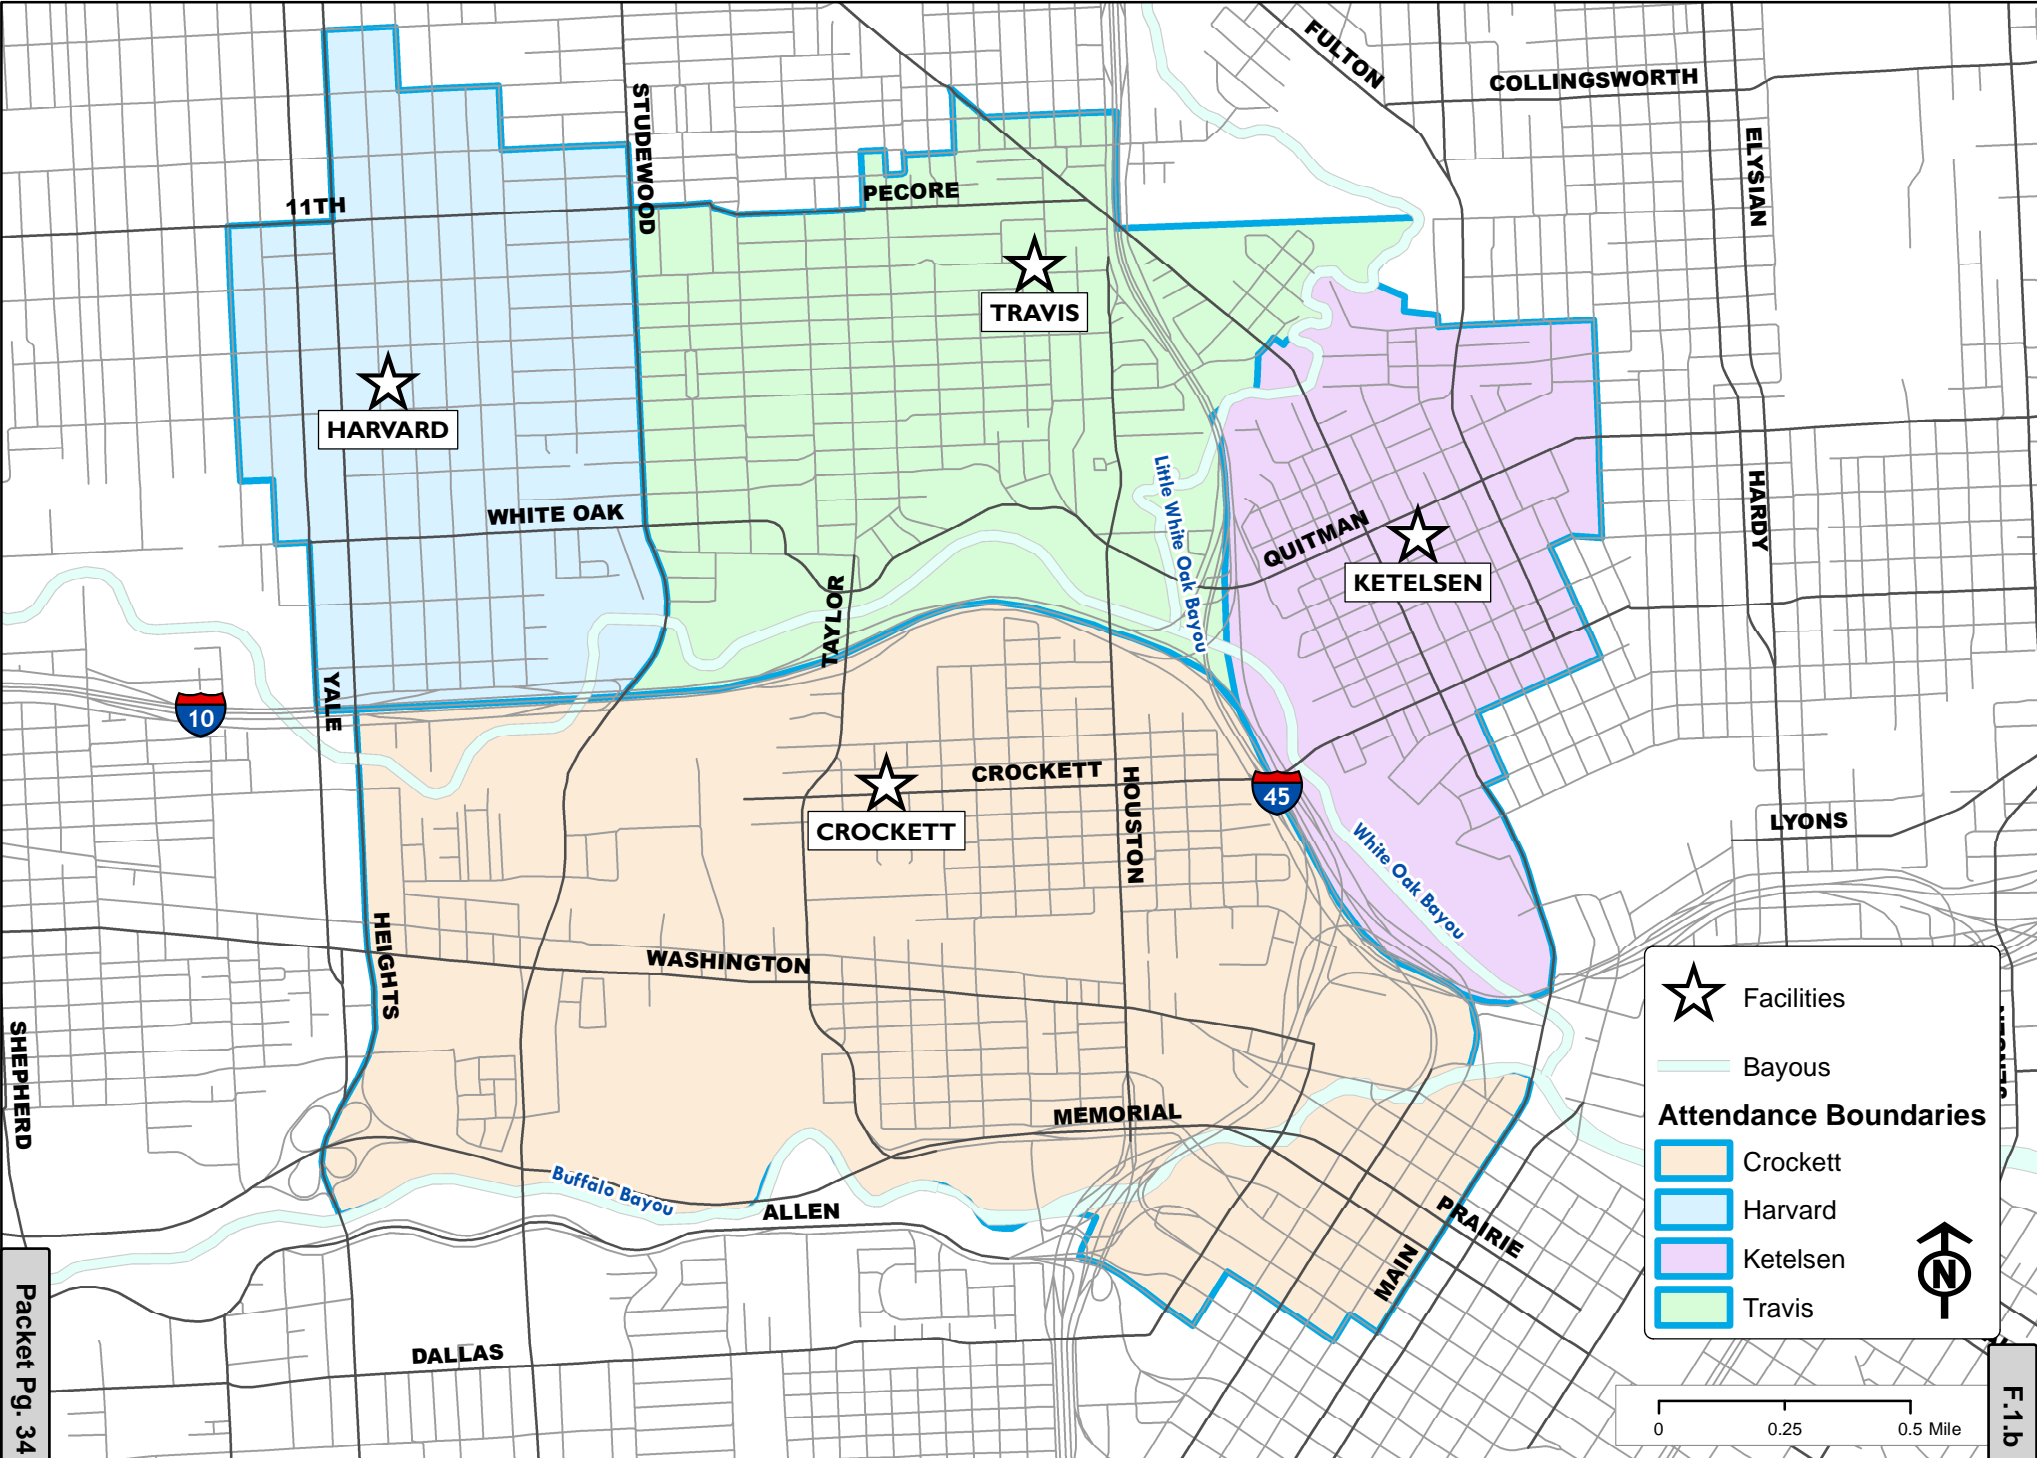 FULTON
COLLINGSWORTH
STUDEWOOD
ELYSIAN
11TH
PECORE
TRAVIS
HARVARD
WHITE OAK
Little White Oak Bayou
QUITMAN
HARDY
KETELSEN
TAYLOR
YALE
10
CROCKETT
HOUSTON
45
CROCKETT
LYONS
White Oak Bayou
HEIGHTS
WASHINGTON
SHEPHERD
MEMORIAL
Buffalo Bayou
ALLEN
PRAIRIE
MAIN
DALLAS
Facilities
Bayous
Attendance Boundaries
Crockett
Harvard
Ketelsen
Travis
N
0 0.25 0.5 Mile
Packet Pg. 34
F.1.b